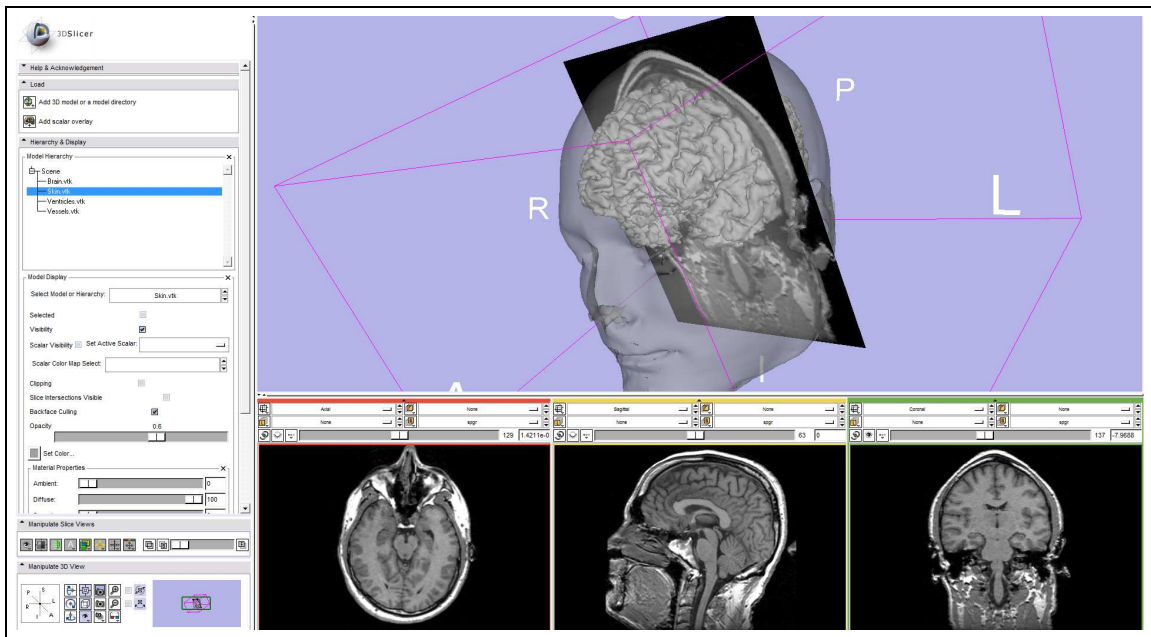 3DSlicer
Help & Acknowledgement
Load
Add 3D model or a model directory
Add scalar overlay
Hierarchy & Display
Model Hierarchy
Scene
Brain.vtk
Skin.vtk
Ventricles.vtk
Vessels.vtk
Model Display
Select Model or Hierarchy: Skin.vtk
Selected
Visibility
Scalar Visibility Set Active Scalar:
Scalar Color Map Select:
Clipping
Slice Intersections Visible
Backface Culling
Opacity 0.6
Set Color...
Material Properties
Ambient: 0
Diffuse: 100
Manipulate Slice Views
Manipulate 3D View
P S
R L
I A
P
R
L
A
I
Axial None
None spgr
129 1.4211e-0
Sagittal None
None spgr
63 0
Coronal None
None spgr
137 -7.9688